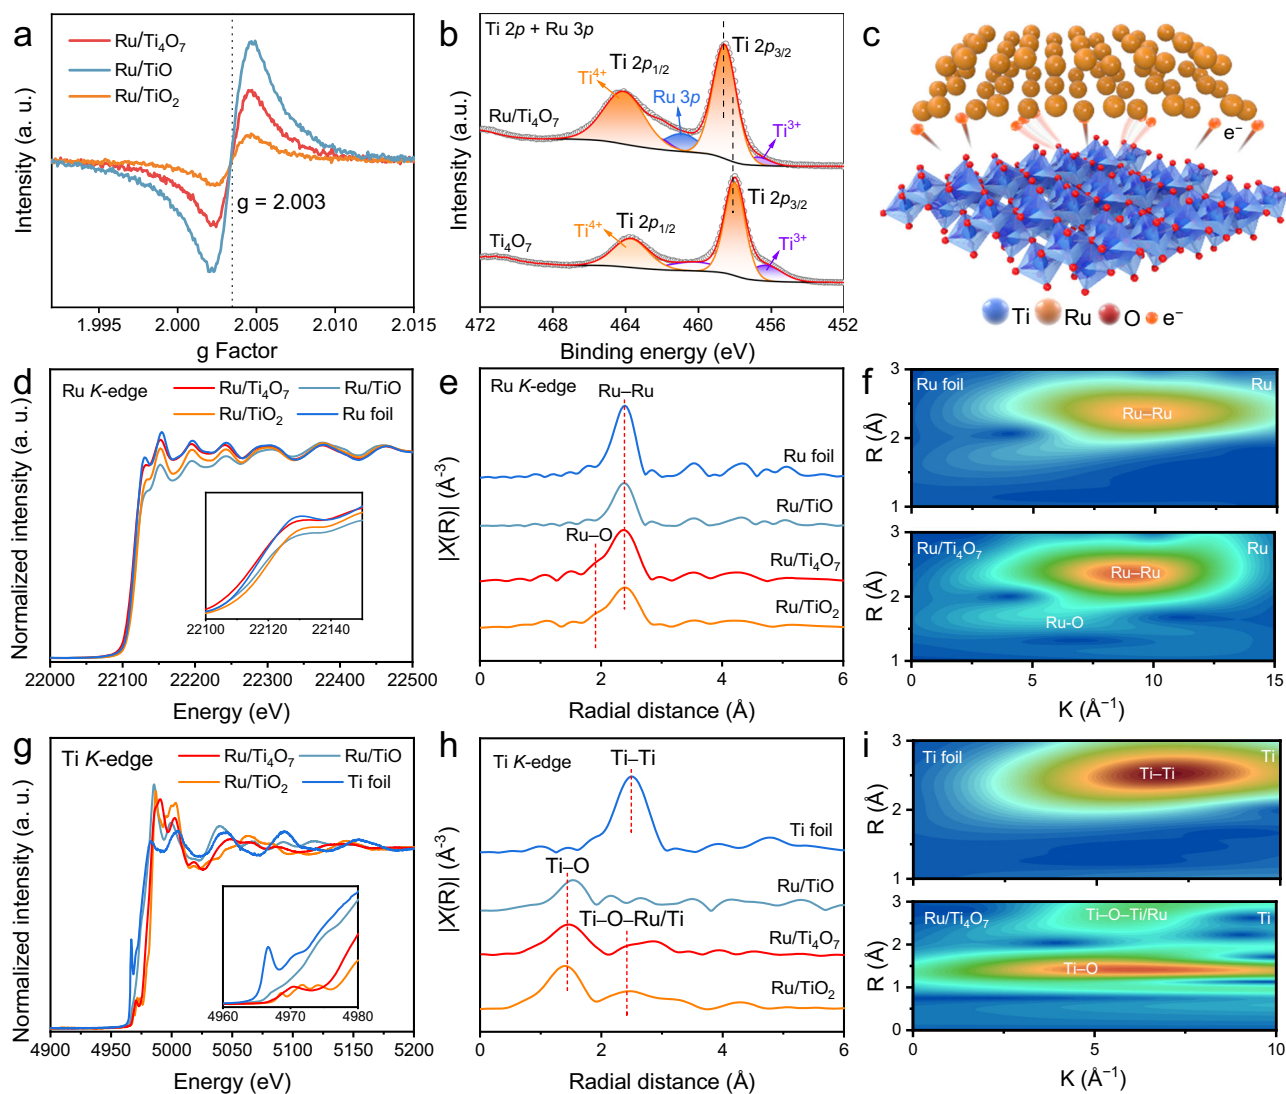 a
Ru/Ti₄O₇
Ru/TiO
Ru/TiO₂
g = 2.003
Intensity (a. u.)
1.995 2.000 2.005 2.010 2.015
g Factor
b
Ti 2p + Ru 3p
Ti 2p₃/₂
Ti 2p₁/₂
Ti⁴⁺
Ru 3p
Ti³⁺
Ru/Ti₄O₇
Ti 2p₃/₂
Ti 2p₁/₂
Ti⁴⁺
Ti³⁺
Ti₄O₇
Intensity (a.u.)
472 468 464 460 456 452
Binding energy (eV)
c
e⁻
Ti Ru O e⁻
d
Ru K-edge
Ru/Ti₄O₇ Ru/TiO
Ru/TiO₂ Ru foil
22100 22120 22140
Normalized intensity (a. u.)
22000 22100 22200 22300 22400 22500
Energy (eV)
e
Ru K-edge
Ru–Ru
Ru foil
Ru/TiO
Ru–O
Ru/Ti₄O₇
Ru/TiO₂
|X(R)| (Å⁻³)
0 2 4 6
Radial distance (Å)
f
Ru foil Ru
Ru–Ru
3
2
1
R (Å)
Ru/Ti₄O₇ Ru
Ru–Ru
Ru-O
3
2
1
R (Å)
0 5 10 15
K (Å⁻¹)
g
Ti K-edge
Ru/Ti₄O₇ Ru/TiO
Ru/TiO₂ Ti foil
4960 4970 4980
Normalized intensity (a. u.)
4900 4950 5000 5050 5100 5150 5200
Energy (eV)
h
Ti K-edge
Ti–Ti
Ti foil
Ti–O
Ru/TiO
Ti–O–Ru/Ti
Ru/Ti₄O₇
Ru/TiO₂
|X(R)| (Å⁻³)
0 2 4 6
Radial distance (Å)
i
Ti foil Ti
Ti–Ti
3
2
1
R (Å)
Ru/Ti₄O₇ Ti–O–Ti/Ru Ti
Ti–O
3
2
1
0
R (Å)
0 5 10
K (Å⁻¹)